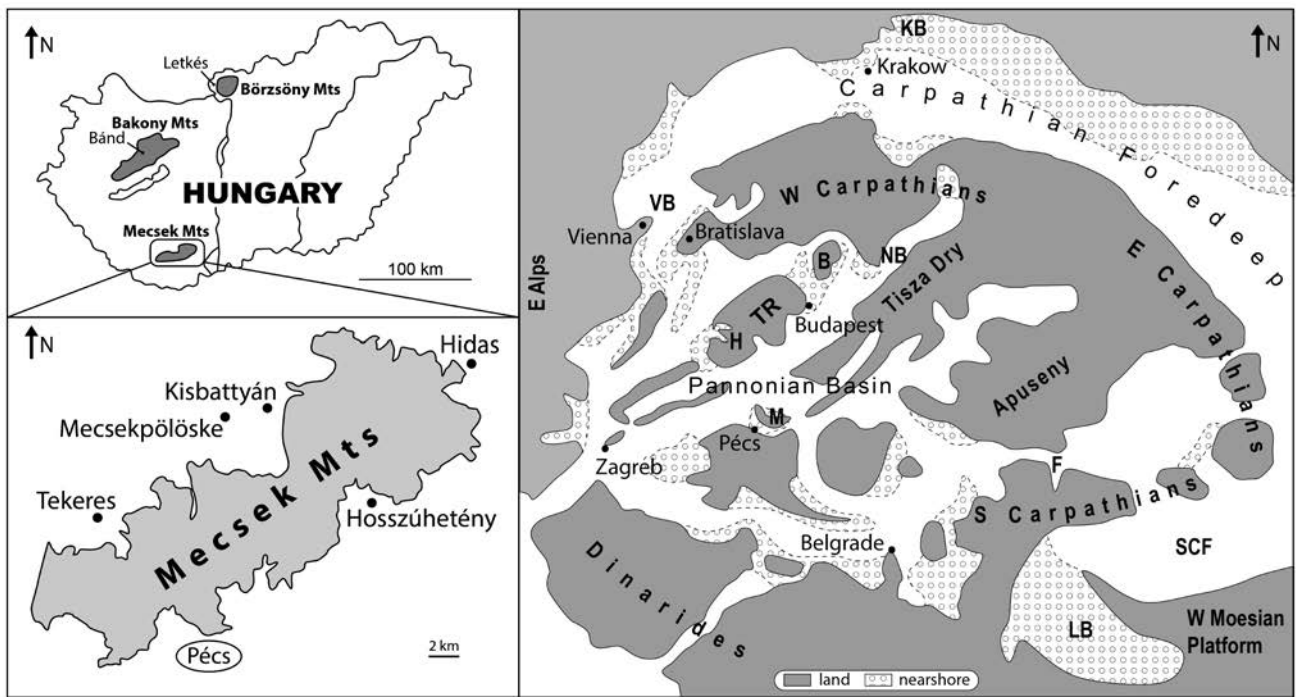 N
Letkés
Börzsöny Mts
Bakony Mts
Bánd
HUNGARY
Mecsek Mts
100 km
N
Hidas
Kisbattyán
Mecsekpölöske
Tekeres
Mecsek Mts
Hosszúhetény
Pécs
2 km
N
KB
Krakow
Carpathian Foredeep
W Carpathians
VB
Vienna
Bratislava
E Alps
B
NB
Tisza Dry
E Carpathians
TR
H
Budapest
Pannonian Basin
Apuseny
M
Pécs
Zagreb
F
S Carpathians
Belgrade
SCF
Dinarides
LB
W Moesian
Platform
land
nearshore